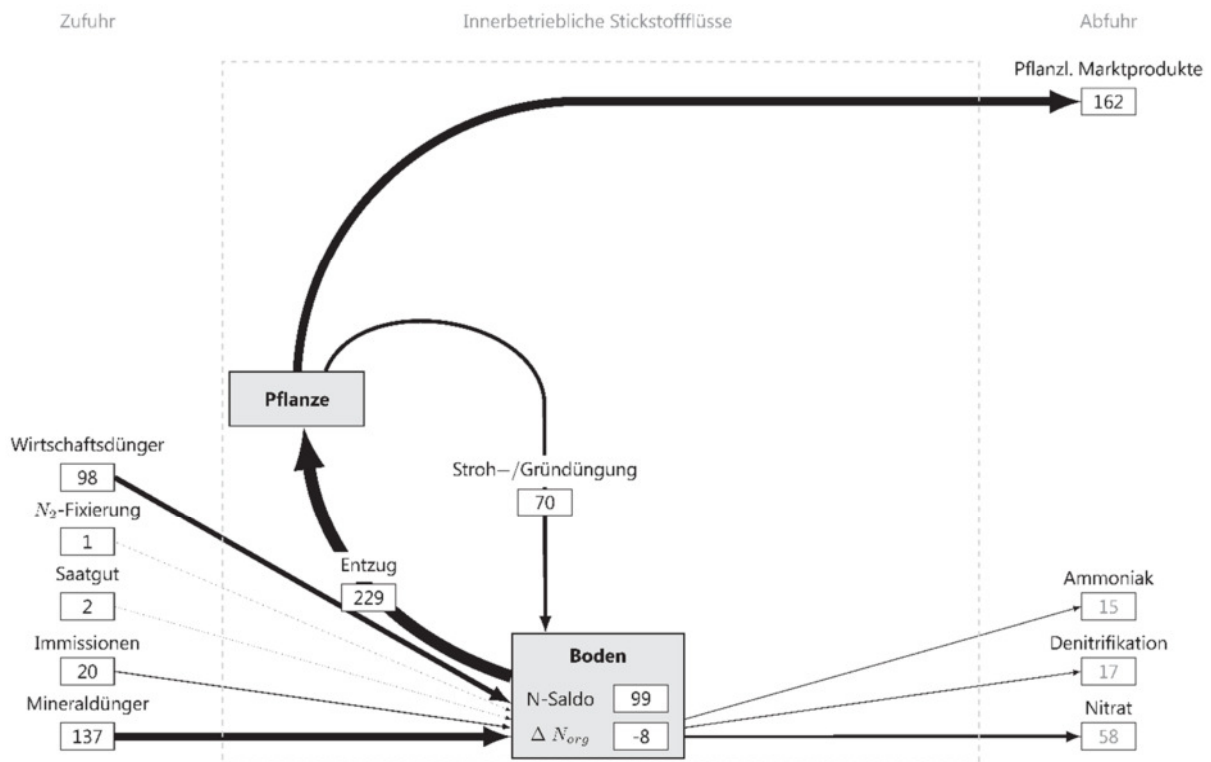 Zufuhr
Innerbetriebliche Stickstoffflüsse
Abfuhr
Pflanzl. Marktprodukte
162
Pflanze
Wirtschaftsdünger
98
N₂-Fixierung
1
Saatgut
2
Immissionen
20
Mineraldünger
137
Stroh–/Gründüngung
70
Entzug
229
Boden
N-Saldo 99
Δ N_org -8
Ammoniak
15
Denitrifikation
17
Nitrat
58